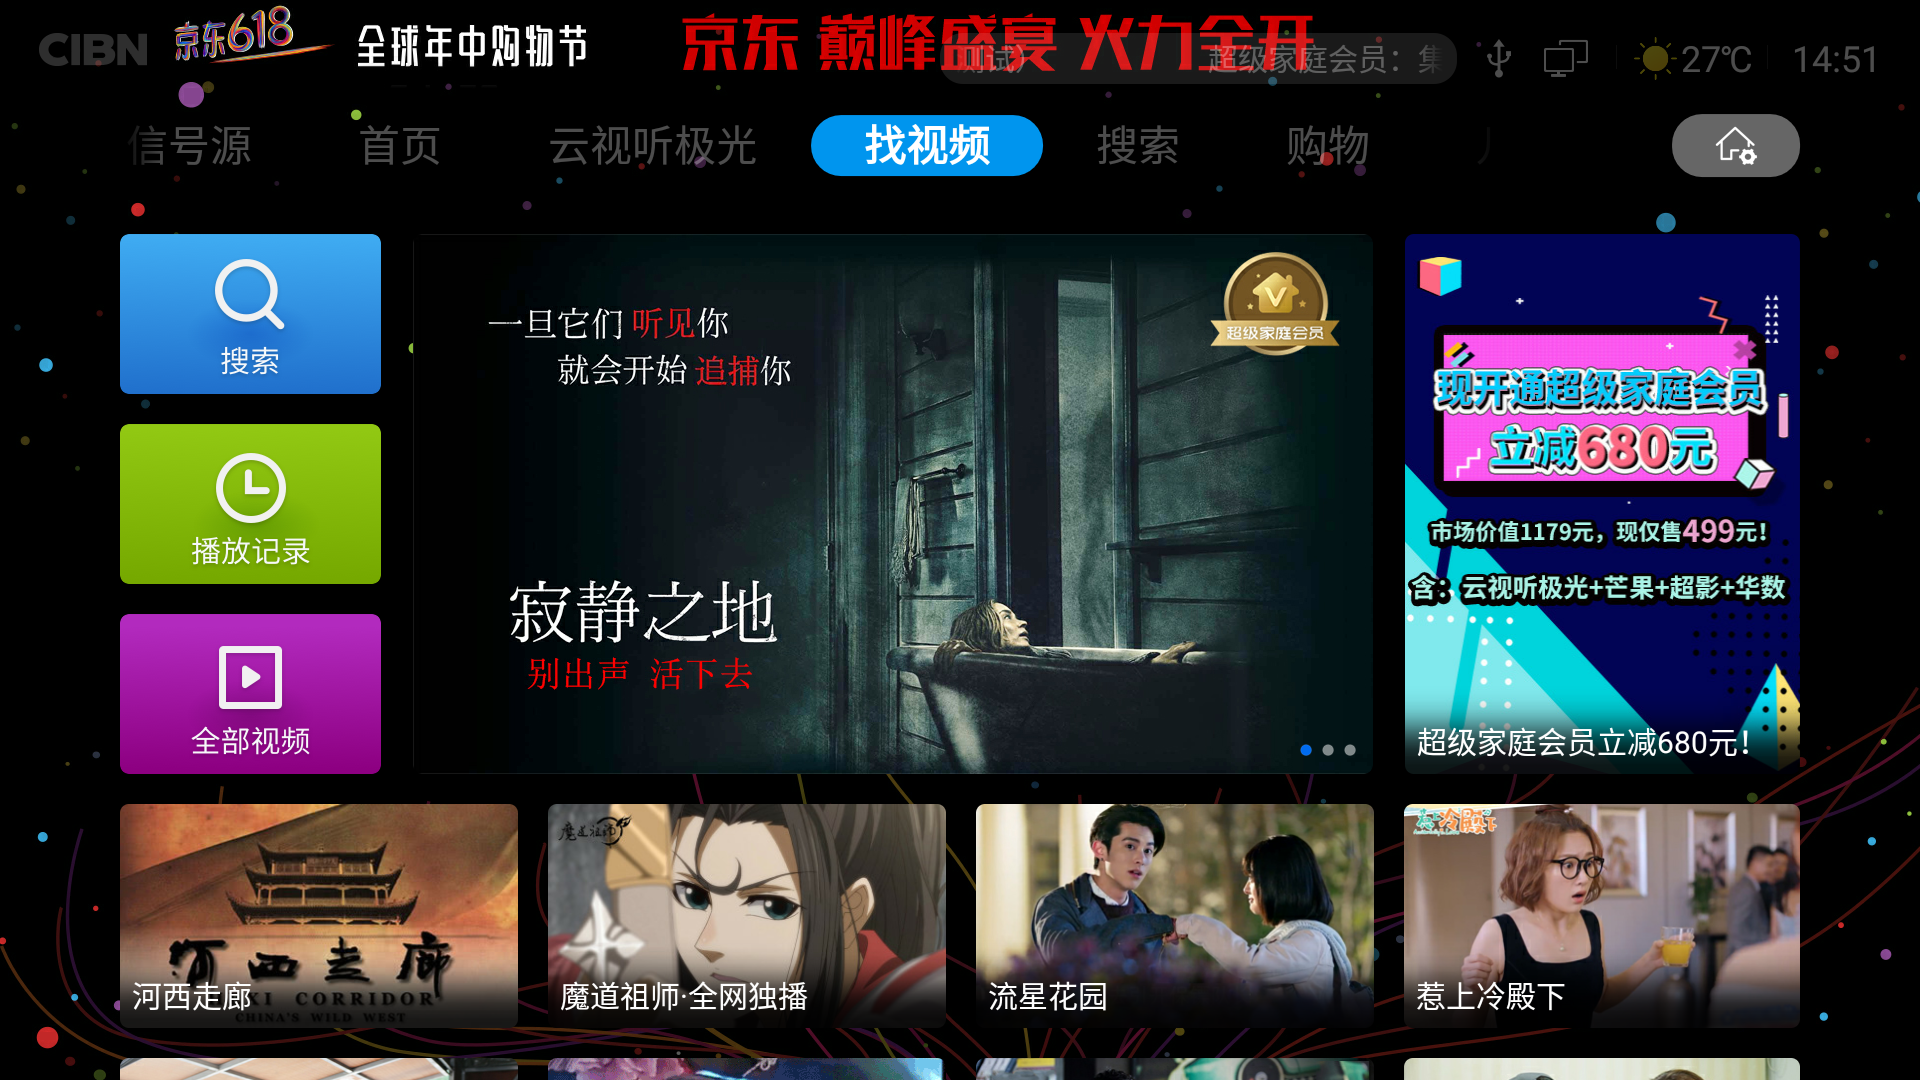 CIBN 京东618 全球年中购物节 京东 巅峰盛宴 火力全开
测试） 超级家庭会员：集
27℃ 14:51
信号源 首页 云视听极光 找视频 搜索 购物
搜索
播放记录
全部视频
一旦它们 听见你
就会开始 追捕你
超级家庭会员
寂静之地
别出声 活下去
现开通超级家庭会员
立减680元
市场价值1179元，现仅售499元！
含：云视听极光+芒果+超影+华数
超级家庭会员立减680元！
河西走廊
HEXI CORRIDOR
CHINA'S WILD WEST
河西走廊
魔道祖师
魔道祖师·全网独播
流星花园
惹上冷殿下
惹上冷殿下